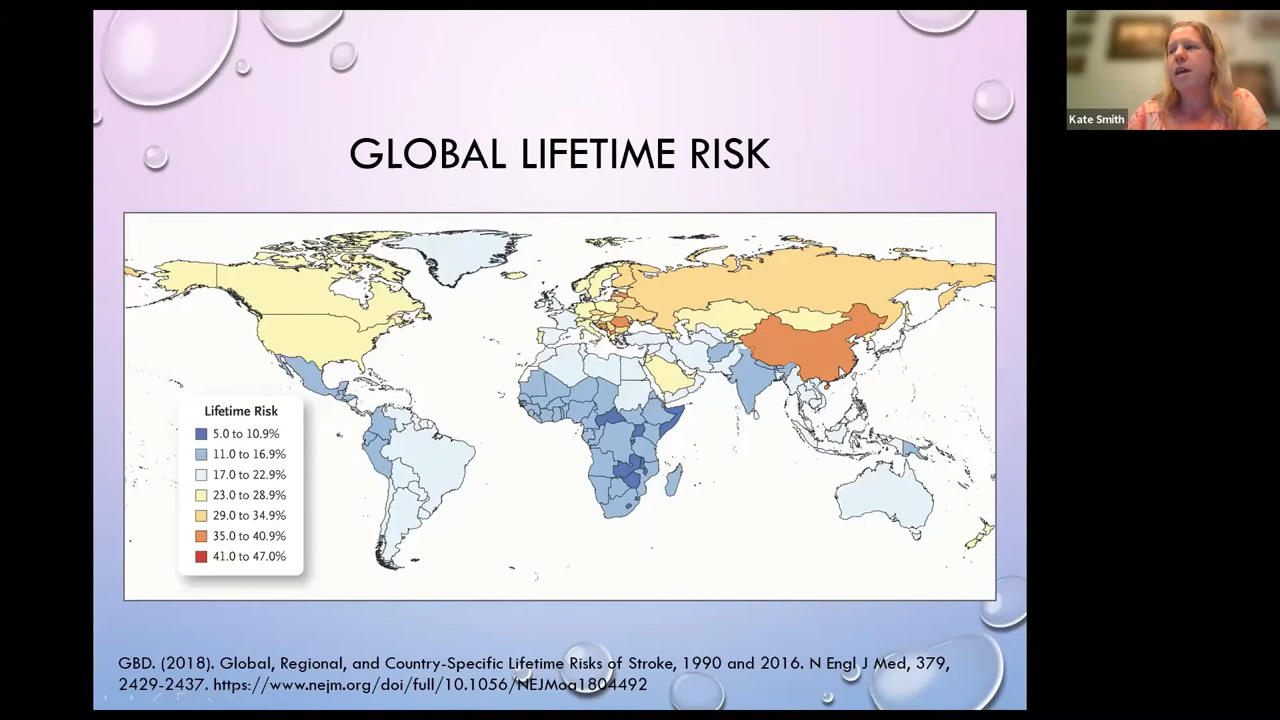 GLOBAL LIFETIME RISK
Kate Smith
Lifetime Risk
5.0 to 10.9%
11.0 to 16.9%
17.0 to 22.9%
23.0 to 28.9%
29.0 to 34.9%
35.0 to 40.9%
41.0 to 47.0%
GBD. (2018). Global, Regional, and Country-Specific Lifetime Risks of Stroke, 1990 and 2016. N Engl J Med, 379,
2429-2437. https://www.nejm.org/doi/full/10.1056/NEJMoa1804492